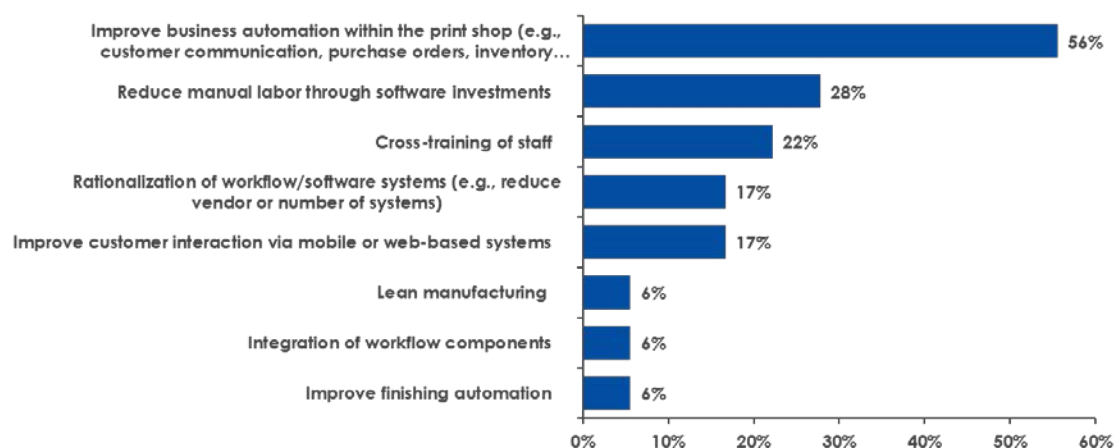 Improve business automation within the print shop (e.g.,
customer communication, purchase orders, inventory…
56%
Reduce manual labor through software investments
28%
Cross-training of staff
22%
Rationalization of workflow/software systems (e.g., reduce
vendor or number of systems)
17%
Improve customer interaction via mobile or web-based systems
17%
Lean manufacturing
6%
Integration of workflow components
6%
Improve finishing automation
6%
0% 10% 20% 30% 40% 50% 60%